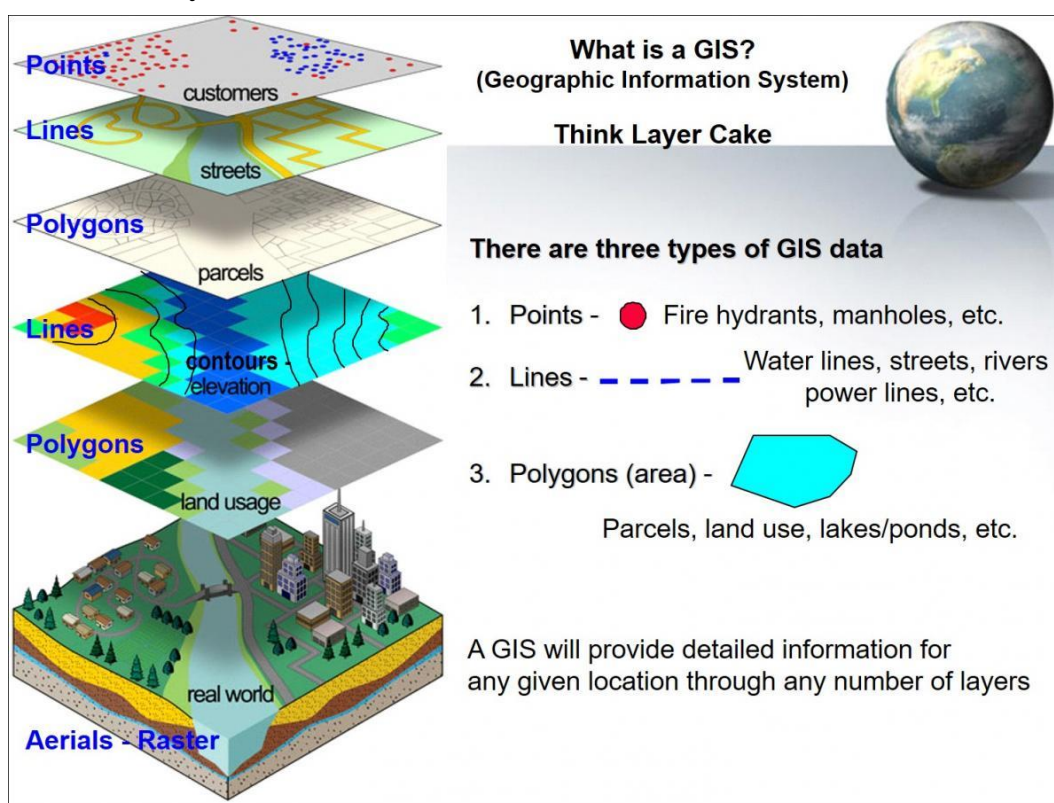 Points
customers
Lines
streets
Polygons
parcels
Lines
contours -
elevation
Polygons
land usage
real world
Aerials - Raster
What is a GIS?
(Geographic Information System)
Think Layer Cake
There are three types of GIS data
1. Points - Fire hydrants, manholes, etc.
2. Lines - Water lines, streets, rivers
power lines, etc.
3. Polygons (area) -
Parcels, land use, lakes/ponds, etc.
A GIS will provide detailed information for
any given location through any number of layers